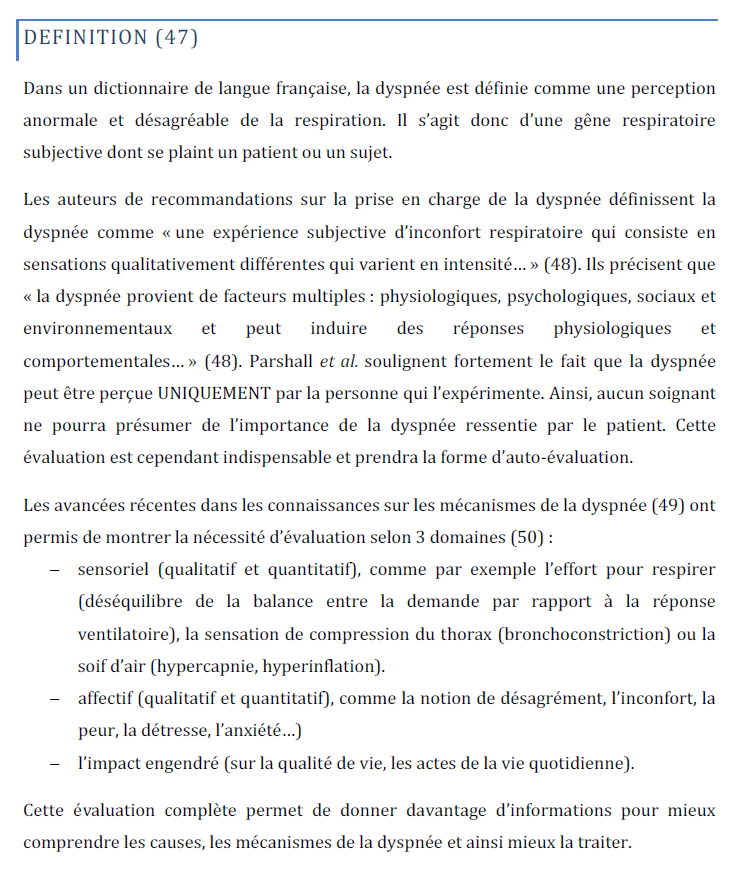 DEFINITION (47)
Dans un dictionnaire de langue française, la dyspnée est définie comme une perception
anormale et désagréable de la respiration. Il s’agit donc d’une gêne respiratoire
subjective dont se plaint un patient ou un sujet.
Les auteurs de recommandations sur la prise en charge de la dyspnée définissent la
dyspnée comme « une expérience subjective d’inconfort respiratoire qui consiste en
sensations qualitativement différentes qui varient en intensité… » (48). Ils précisent que
« la dyspnée provient de facteurs multiples : physiologiques, psychologiques, sociaux et
environnementaux et peut induire des réponses physiologiques et
comportementales… » (48). Parshall et al. soulignent fortement le fait que la dyspnée
peut être perçue UNIQUEMENT par la personne qui l’expérimente. Ainsi, aucun soignant
ne pourra présumer de l’importance de la dyspnée ressentie par le patient. Cette
évaluation est cependant indispensable et prendra la forme d’auto-évaluation.
Les avancées récentes dans les connaissances sur les mécanismes de la dyspnée (49) ont
permis de montrer la nécessité d’évaluation selon 3 domaines (50) :
– sensoriel (qualitatif et quantitatif), comme par exemple l’effort pour respirer
(déséquilibre de la balance entre la demande par rapport à la réponse
ventilatoire), la sensation de compression du thorax (bronchoconstriction) ou la
soif d’air (hypercapnie, hyperinflation).
– affectif (qualitatif et quantitatif), comme la notion de désagrément, l’inconfort, la
peur, la détresse, l’anxiété…)
– l’impact engendré (sur la qualité de vie, les actes de la vie quotidienne).
Cette évaluation complète permet de donner davantage d’informations pour mieux
comprendre les causes, les mécanismes de la dyspnée et ainsi mieux la traiter.